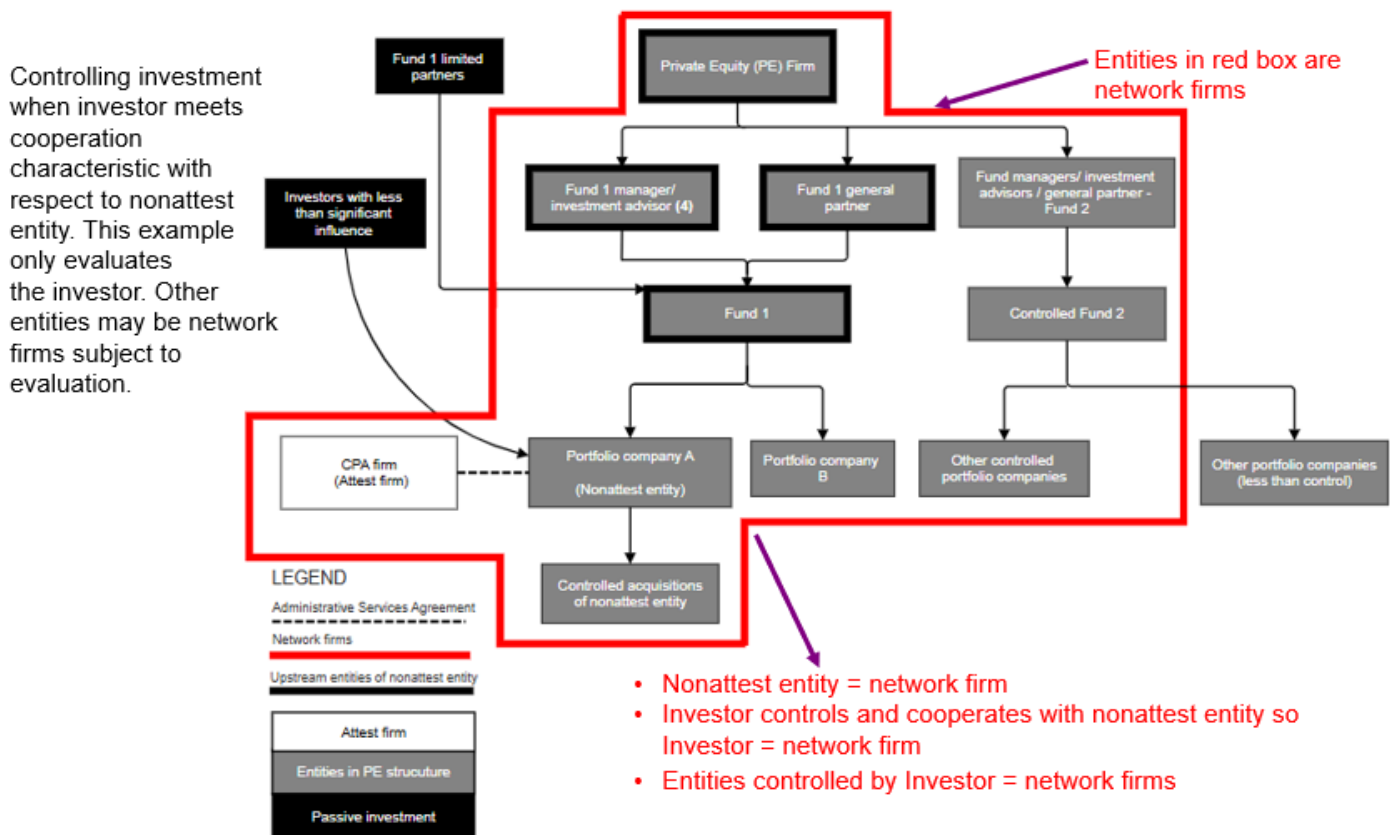 Controlling investment
when investor meets
cooperation
characteristic with
respect to nonattest
entity. This example
only evaluates
the investor. Other
entities may be network
firms subject to
evaluation.
Fund 1 limited
partners
Private Equity (PE) Firm
Entities in red box are
network firms
Investors with less
than significant
influence
Fund 1 manager/
investment advisor (4)
Fund 1 general
partner
Fund managers/ investment
advisors / general partner -
Fund 2
Fund 1
Controlled Fund 2
CPA firm
(Attest firm)
Portfolio company A
(Nonattest entity)
Portfolio company
B
Other controlled
portfolio companies
Other portfolio companies
(less than control)
Controlled acquisitions
of nonattest entity
LEGEND
Administrative Services Agreement
Network firms
Upstream entities of nonattest entity
Attest firm
Entities in PE strucuture
Passive investment
• Nonattest entity = network firm
• Investor controls and cooperates with nonattest entity so
Investor = network firm
• Entities controlled by Investor = network firms